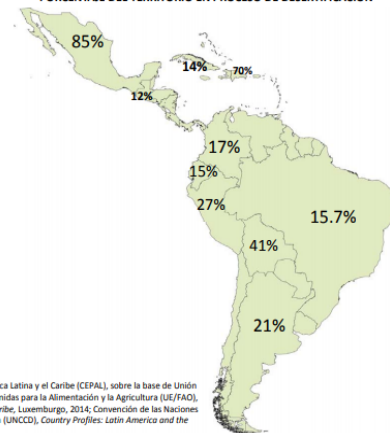 85%
14%
70%
12%
17%
15%
27%
15.7%
41%
21%
ca Latina y el Caribe (CEPAL), sobre la base de Unión
nidas para la Alimentación y la Agricultura (UE/FAO),
ribe, Luxemburgo, 2014; Convención de las Naciones
(UNCCD), Country Profiles: Latin America and the